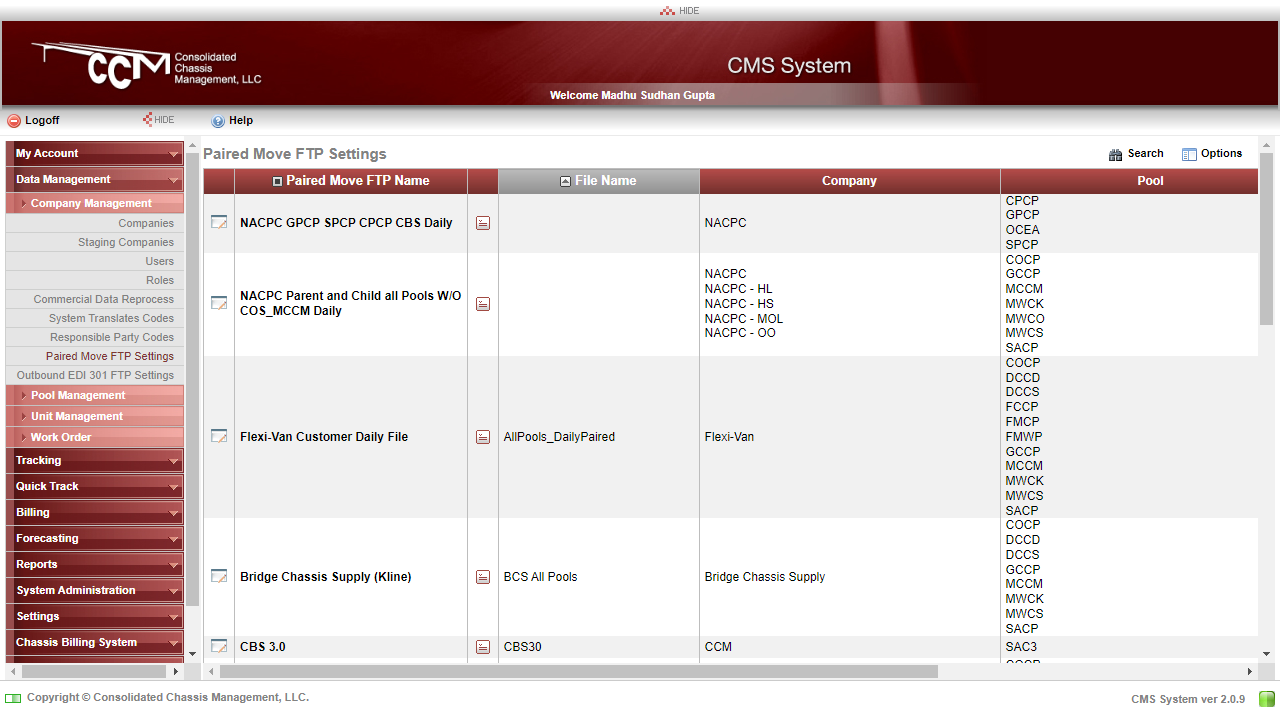 HIDE
CCM
Consolidated
Chassis
Management, LLC
CMS System
Welcome Madhu Sudhan Gupta
Logoff
HIDE
Help
My Account
Data Management
Company Management
Companies
Staging Companies
Users
Roles
Commercial Data Reprocess
System Translates Codes
Responsible Party Codes
Paired Move FTP Settings
Outbound EDI 301 FTP Settings
Pool Management
Unit Management
Work Order
Tracking
Quick Track
Billing
Forecasting
Reports
System Administration
Settings
Chassis Billing System
Paired Move FTP Settings
Search
Options
Paired Move FTP Name
File Name
Company
Pool
NACPC GPCP SPCP CPCP CBS Daily
NACPC
CPCP
GPCP
OCEA
SPCP
NACPC Parent and Child all Pools W/O
COS_MCCM Daily
NACPC
NACPC - HL
NACPC - HS
NACPC - MOL
NACPC - OO
COCP
GCCP
MCCM
MWCK
MWCO
MWCS
SACP
Flexi-Van Customer Daily File
AllPools_DailyPaired
Flexi-Van
COCP
DCCD
DCCS
FCCP
FMCP
FMWP
GCCP
MCCM
MWCK
MWCS
SACP
Bridge Chassis Supply (Kline)
BCS All Pools
Bridge Chassis Supply
COCP
DCCD
DCCS
GCCP
MCCM
MWCK
MWCS
SACP
CBS 3.0
CBS30
CCM
SAC3
Copyright © Consolidated Chassis Management, LLC.
CMS System ver 2.0.9